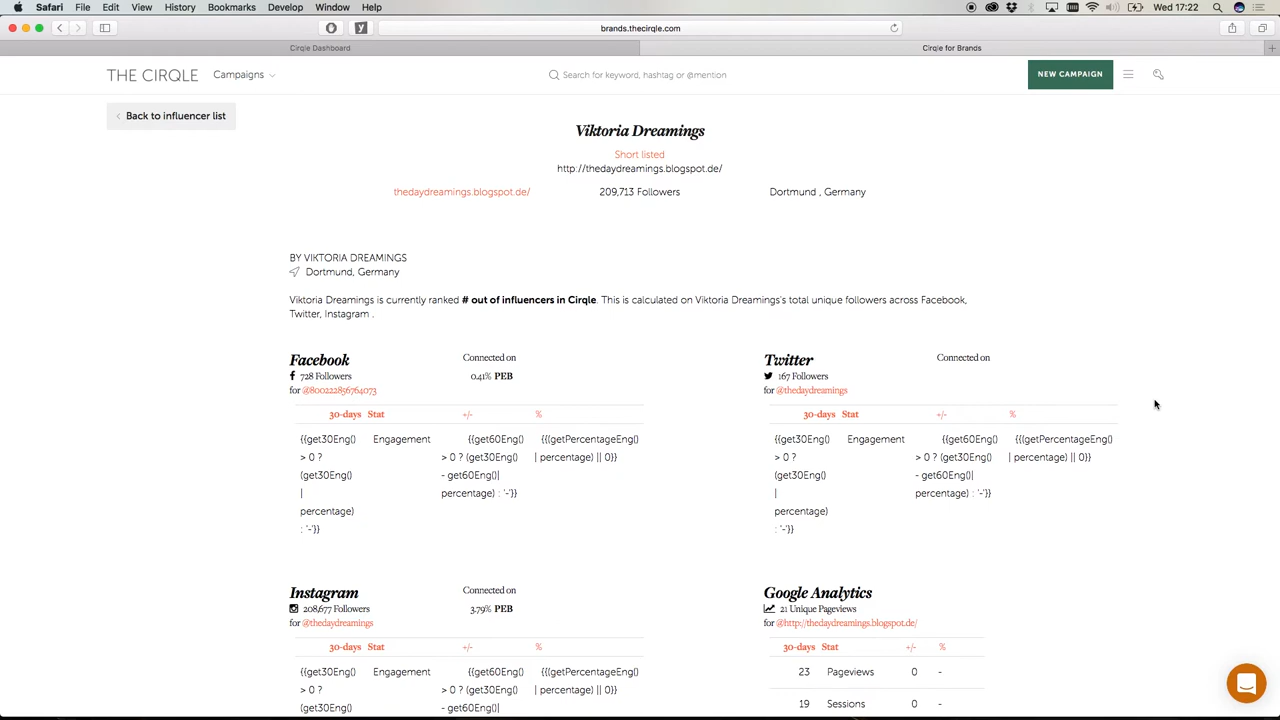 Safari File Edit View History Bookmarks Develop Window Help Wed 17:22
brands.thecirqle.com
Cirqle Dashboard Cirqle for Brands
THE CIRQLE Campaigns Search for keyword, hashtag or @mention NEW CAMPAIGN
Back to influencer list
Viktoria Dreamings
Short listed
http://thedaydreamings.blogspot.de/
thedaydreamings.blogspot.de/ 209,713 Followers Dortmund , Germany
BY VIKTORIA DREAMINGS
Dortmund, Germany
Viktoria Dreamings is currently ranked # out of influencers in Cirqle. This is calculated on Viktoria Dreamings's total unique followers across Facebook,
Twitter, Instagram .
Facebook Connected on
728 Followers 0.41% PEB
for @800222856764073
30-days Stat +/- %
{{get30Eng() Engagement {{get60Eng() {{(getPercentageEng()
> 0 ? > 0 ? (get30Eng() | percentage) || 0}}
(get30Eng() - get60Eng()|
| percentage) : '-'}}
percentage)
: '-'}}
Twitter Connected on
167 Followers
for @thedaydreamings
30-days Stat +/- %
{{get30Eng() Engagement {{get60Eng() {{(getPercentageEng()
> 0 ? > 0 ? (get30Eng() | percentage) || 0}}
(get30Eng() - get60Eng()|
| percentage) : '-'}}
percentage)
: '-'}}
Instagram Connected on
208,677 Followers 3.79% PEB
for @thedaydreamings
30-days Stat +/- %
{{get30Eng() Engagement {{get60Eng() {{(getPercentageEng()
> 0 ? > 0 ? (get30Eng() | percentage) || 0}}
(get30Eng() - get60Eng()|
Google Analytics
21 Unique Pageviews
for @http://thedaydreamings.blogspot.de/
30-days Stat +/- %
23 Pageviews 0 -
19 Sessions 0 -